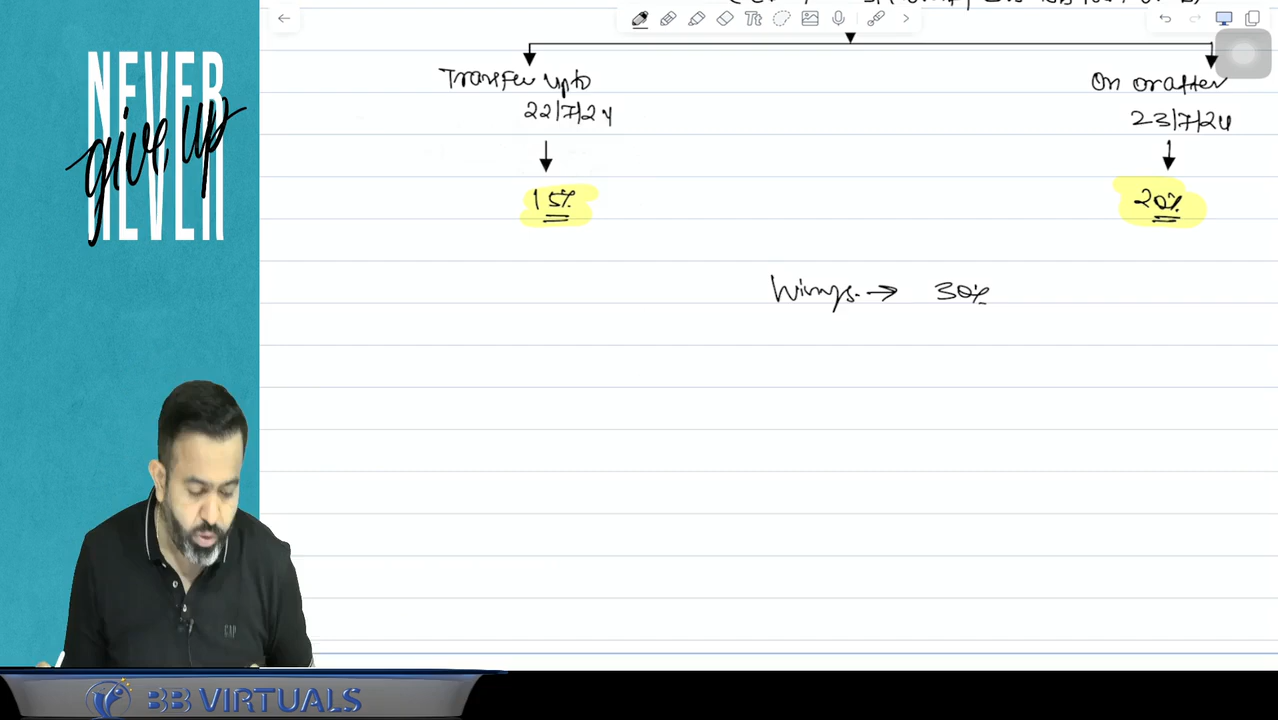 NEVER
give up
NEVER
Transfer upto
22/7/24
15%
On or after
23/7/24
20%
→ 30%
GAP
BB VIRTUALS